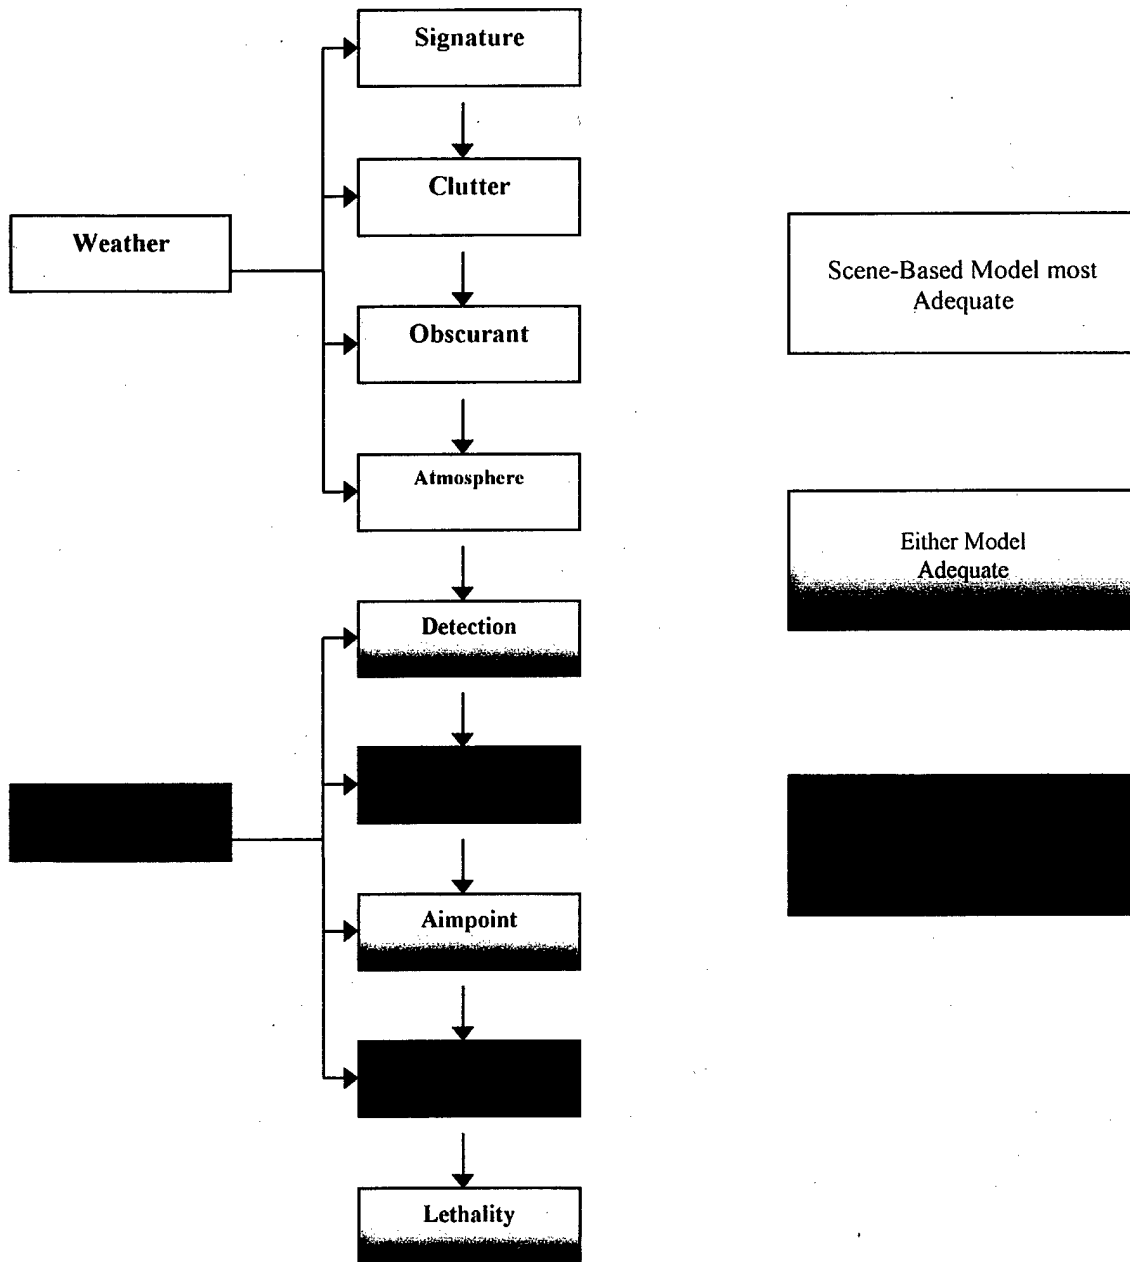 Signature
Clutter
Weather
Scene-Based Model most
Adequate
Obscurant
Atmosphere
Either Model
Adequate
Detection
Aimpoint
Lethality